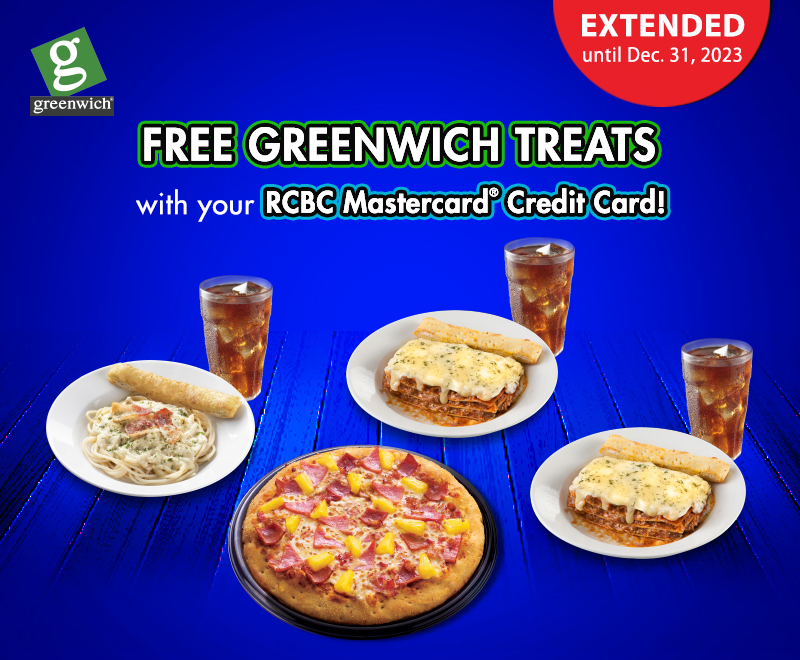 g
greenwich®
EXTENDED
until Dec. 31, 2023
FREE GREENWICH TREATS
with your RCBC Mastercard® Credit Card!